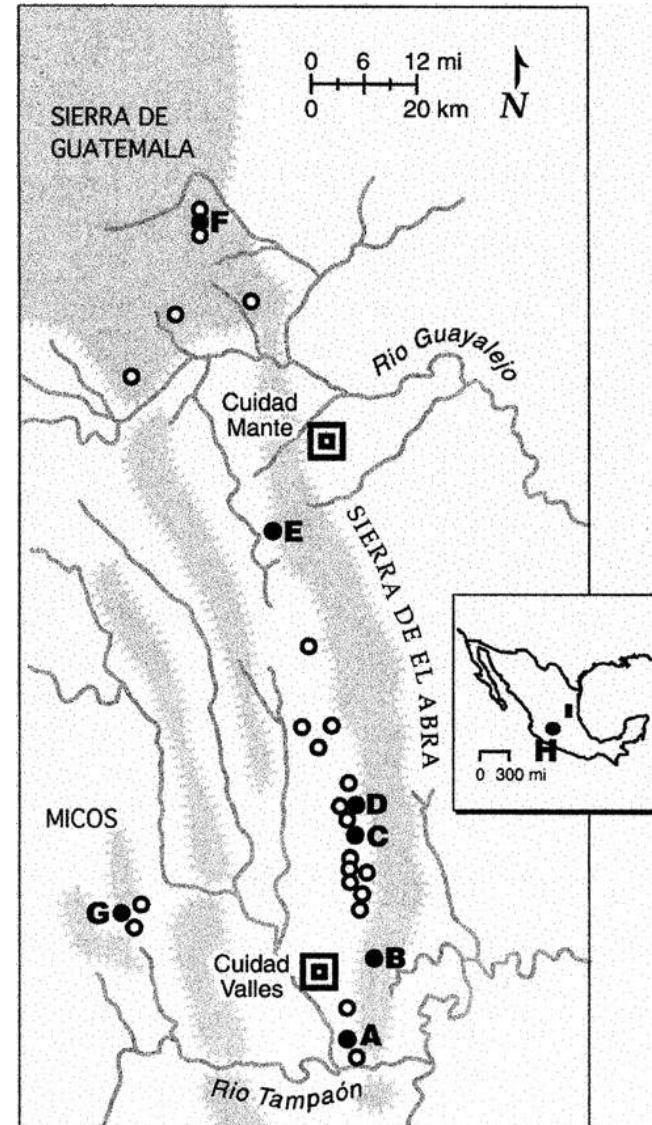 0 6 12 mi
0 20 km
N
SIERRA DE
GUATEMALA
F
Rio Guayalejo
Cuidad
Mante
E
SIERRA DE EL ABRA
H
0 300 mi
D
C
MICOS
G
B
Cuidad
Valles
A
Rio Tampaón